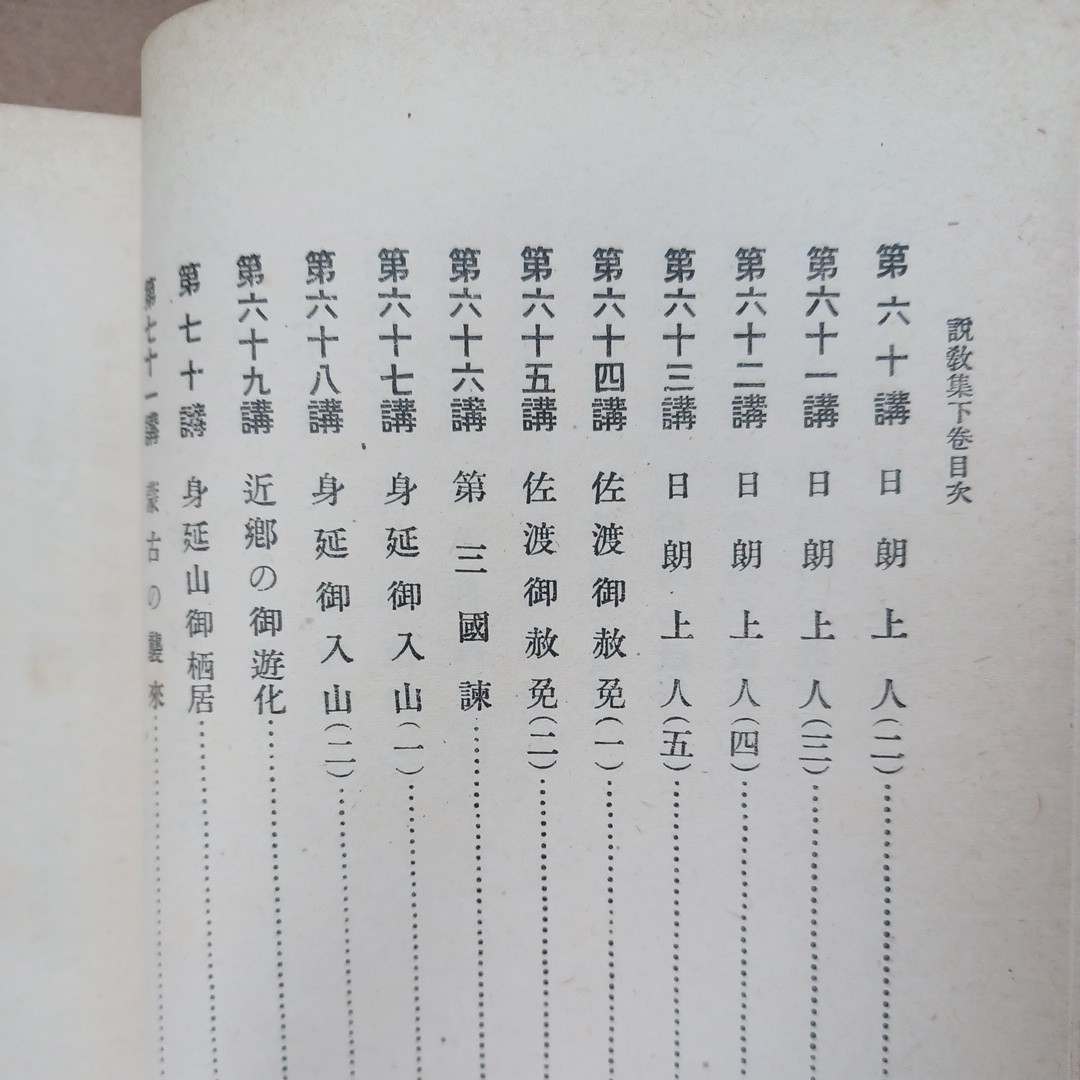 說教集下卷目次
第六十講 日朗上人(二)
第六十一講 日朗上人(三)
第六十二講 日朗上人(四)
第六十三講 日朗上人(五)
第六十四講 佐渡御赦免(一)
第六十五講 佐渡御赦免(二)
第六十六講 第三國諫
第六十七講 身延御入山(一)
第六十八講 身延御入山(二)
第六十九講 近鄕の御遊化
第七十講 身延山御栖居
第七十一講 蒙古の襲來